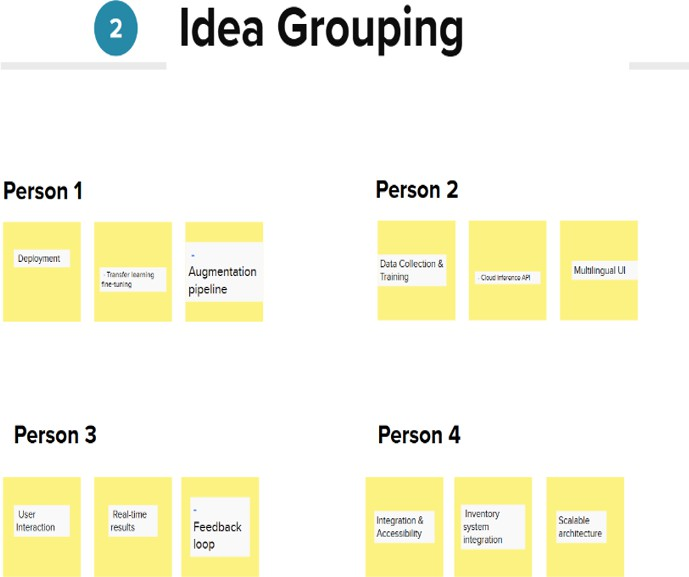 2 Idea Grouping
Person 1
Deployment
- Transfer learning
fine-tuning
-
Augmentation
pipeline
Person 2
Data Collection &
Training
Cloud Inference API
Multilingual UI
Person 3
User
Interaction
Real-time
results
-
Feedback
loop
Person 4
Integration &
Accessibility
Inventory
system
integration
Scalable
architecture